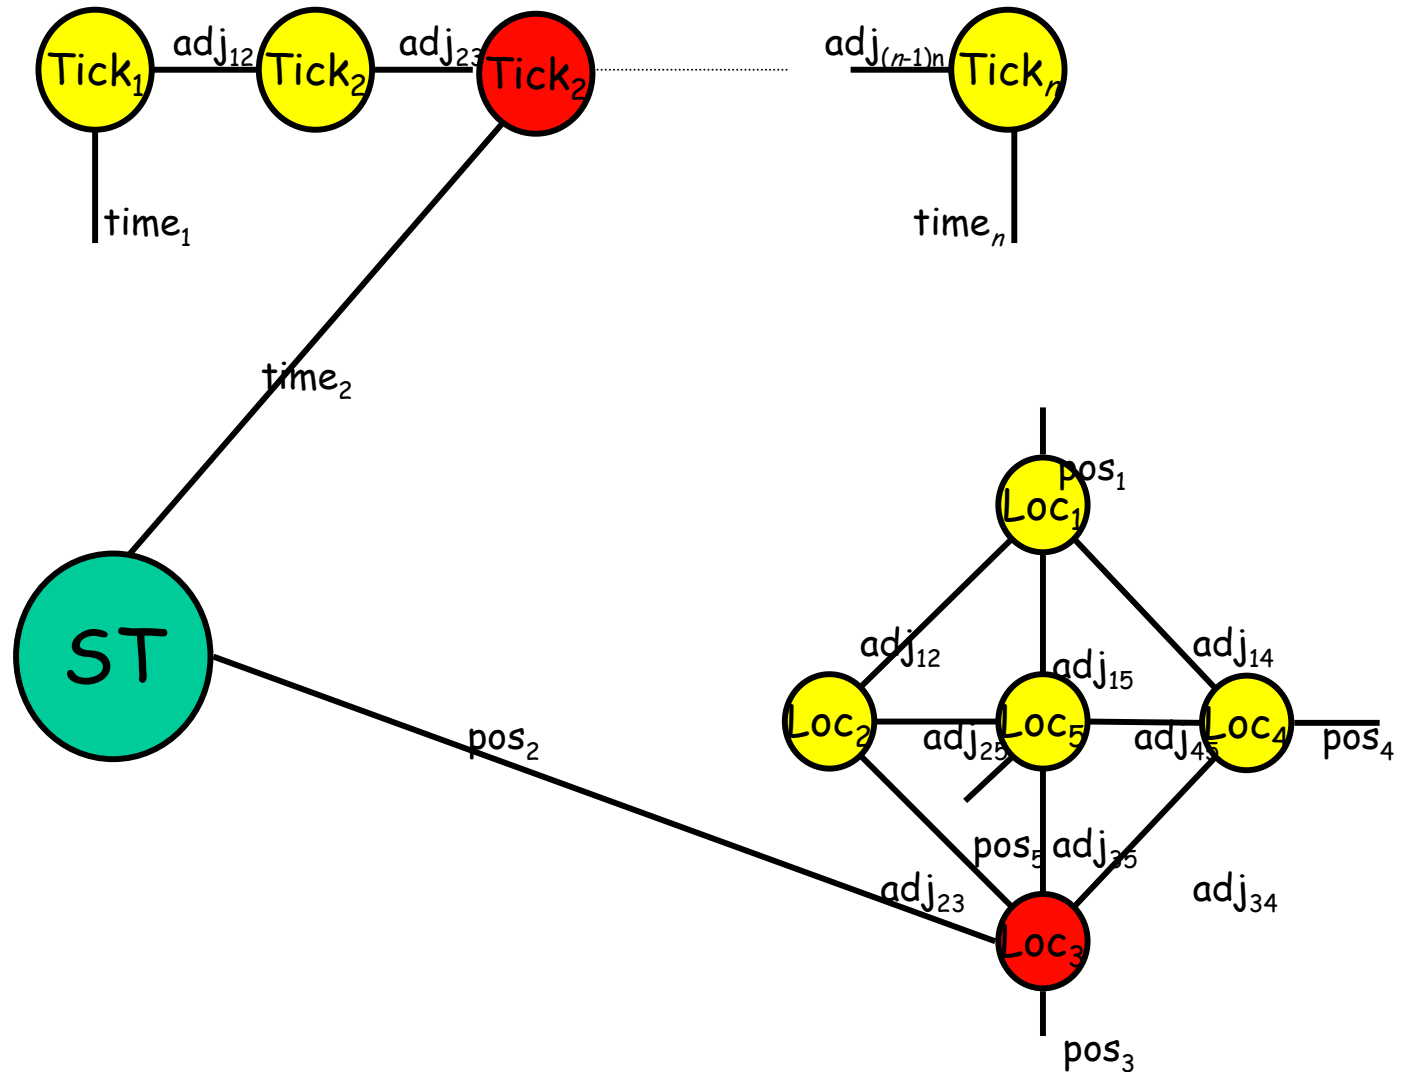 adj₁₂ adj₂₃ adj₍ₙ₋₁₎ₙ
Tick₁ Tick₂ Tick₂ Tickₙ
time₁ timeₙ
time₂
pos₁
Loc₁
adj₁₂ adj₁₅ adj₁₄
ST
Loc₂ Loc₅ Loc₄
pos₂ adj₂₅ adj₄₅ pos₄
pos₅ adj₃₅
adj₂₃ adj₃₄
Loc₃
pos₃